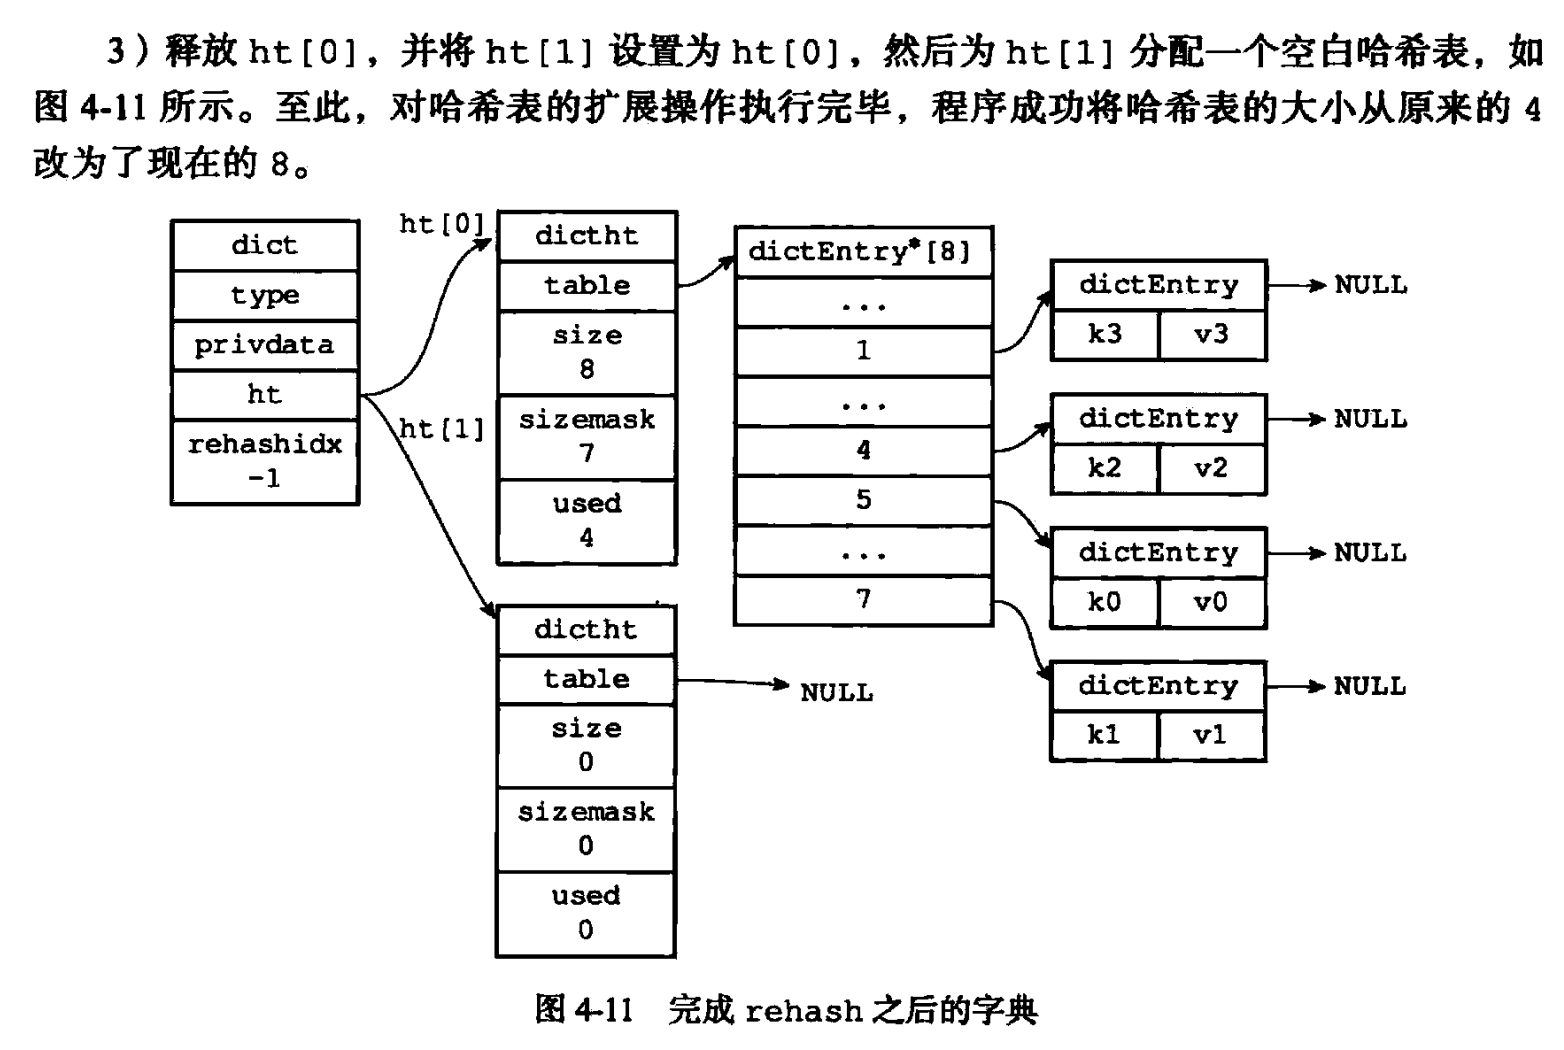 3）释放 ht[0]，并将 ht[1] 设置为 ht[0]，然后为 ht[1] 分配一个空白哈希表，如
图 4-11 所示。至此，对哈希表的扩展操作执行完毕，程序成功将哈希表的大小从原来的 4
改为了现在的 8。
dict
type
privdata
ht
rehashidx
-1
ht[0]
ht[1]
dictht
table
size
8
sizemask
7
used
4
dictht
table
size
0
sizemask
0
used
0
NULL
dictEntry*[8]
...
1
...
4
5
...
7
dictEntry
NULL
k3 v3
dictEntry
NULL
k2 v2
dictEntry
NULL
k0 v0
dictEntry
NULL
k1 v1
图 4-11 完成 rehash 之后的字典